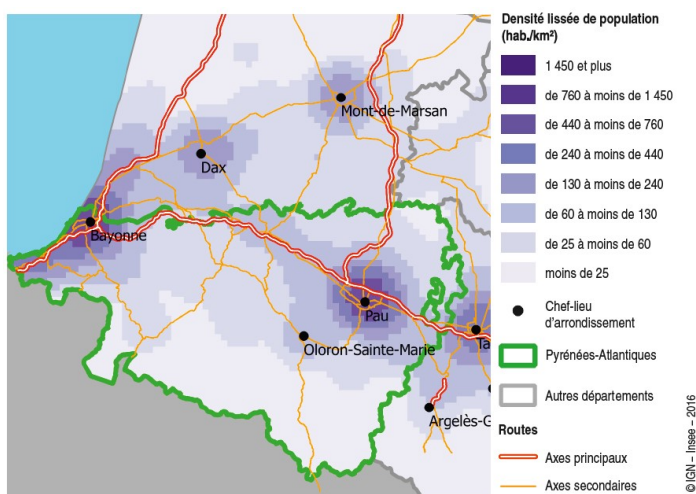 Densité lissée de population
(hab./km²)
1 450 et plus
de 760 à moins de 1 450
de 440 à moins de 760
de 240 à moins de 440
de 130 à moins de 240
de 60 à moins de 130
de 25 à moins de 60
moins de 25
Chef-lieu
d'arrondissement
Pyrénées-Atlantiques
Autres départements
Routes
Axes principaux
Axes secondaires
Mont-de-Marsan
Dax
Bayonne
Pau
Ta
Oloron-Sainte-Marie
Argelès-G
©IGN – Insee – 2016